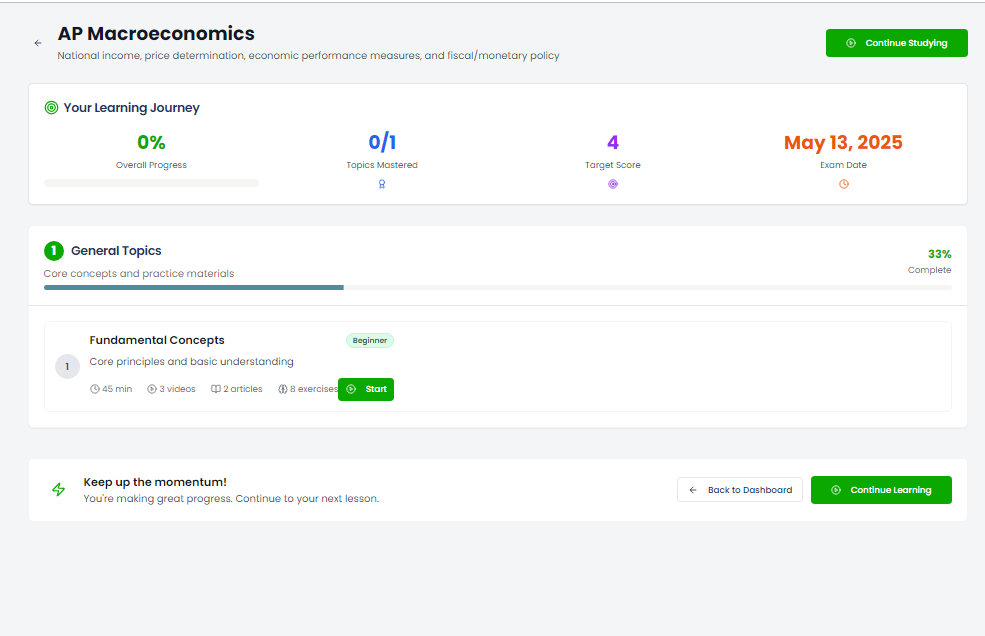 AP Macroeconomics
National income, price determination, economic performance measures, and fiscal/monetary policy
Continue Studying
Your Learning Journey
0%
Overall Progress
0/1
Topics Mastered
4
Target Score
May 13, 2025
Exam Date
1
General Topics
Core concepts and practice materials
33%
Complete
1
Fundamental Concepts
Beginner
Core principles and basic understanding
45 min
3 videos
2 articles
8 exercises
Start
Keep up the momentum!
You're making great progress. Continue to your next lesson.
Back to Dashboard
Continue Learning